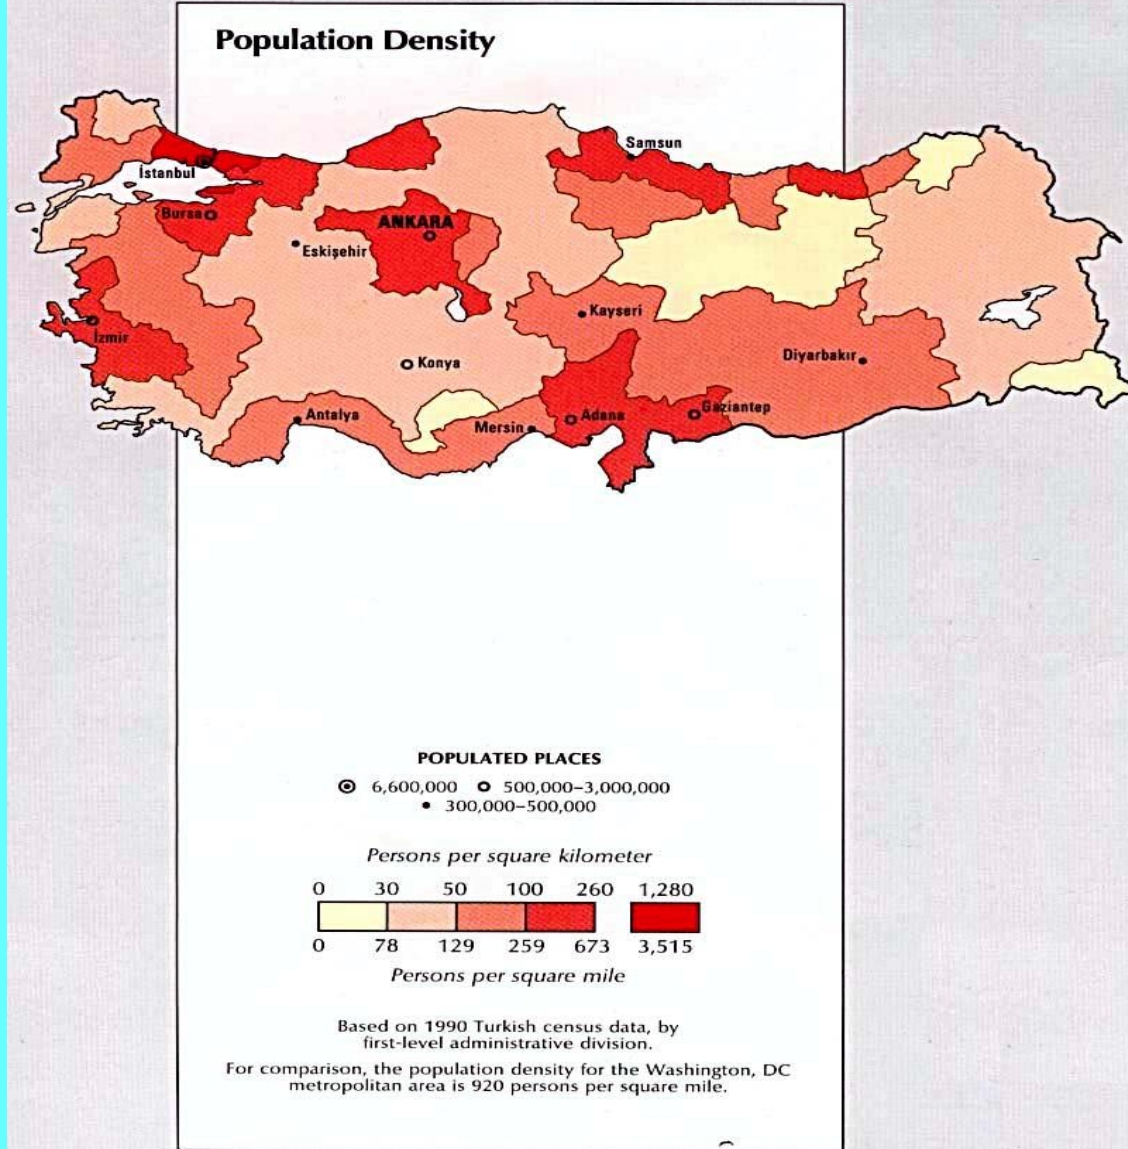 Population Density
Samsun
İstanbul
Bursa
ANKARA
Eskişehir
Kayseri
İzmir
Konya
Diyarbakır
Antalya
Mersin
Adana
Gaziantep
POPULATED PLACES
6,600,000 500,000–3,000,000
300,000–500,000
Persons per square kilometer
0 30 50 100 260 1,280
0 78 129 259 673 3,515
Persons per square mile
Based on 1990 Turkish census data, by
first-level administrative division.
For comparison, the population density for the Washington, DC
metropolitan area is 920 persons per square mile.